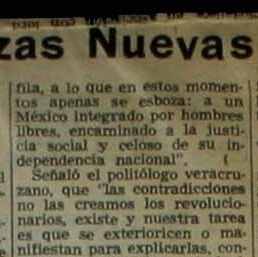 zas Nuevas
fila, a lo que en estos momen-
tos apenas se esboza: a un
México integrado por hombres
libres, encaminado a la justi-
cia social y celoso de su in-
dependencia nacional". (
Señaló el politólogo veracru-
zano, que "las contradicciones
no las creamos los revolucio-
narios, existe y nuestra tarea
es que se exterioricen o ma-
nifiestan para explicarlas, con-